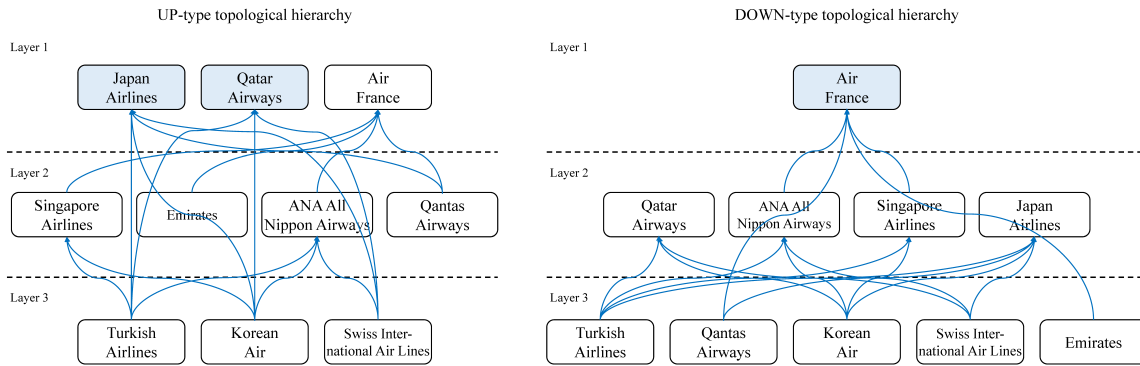 UP-type topological hierarchy
Layer 1
Japan
Airlines
Qatar
Airways
Air
France
Layer 2
Singapore
Airlines
Emirates
ANA All
Nippon Airways
Qantas
Airways
Layer 3
Turkish
Airlines
Korean
Air
Swiss Inter-
national Air Lines
DOWN-type topological hierarchy
Layer 1
Air
France
Layer 2
Qatar
Airways
ANA All
Nippon Airways
Singapore
Airlines
Japan
Airlines
Layer 3
Turkish
Airlines
Qantas
Airways
Korean
Air
Swiss Inter-
national Air Lines
Emirates